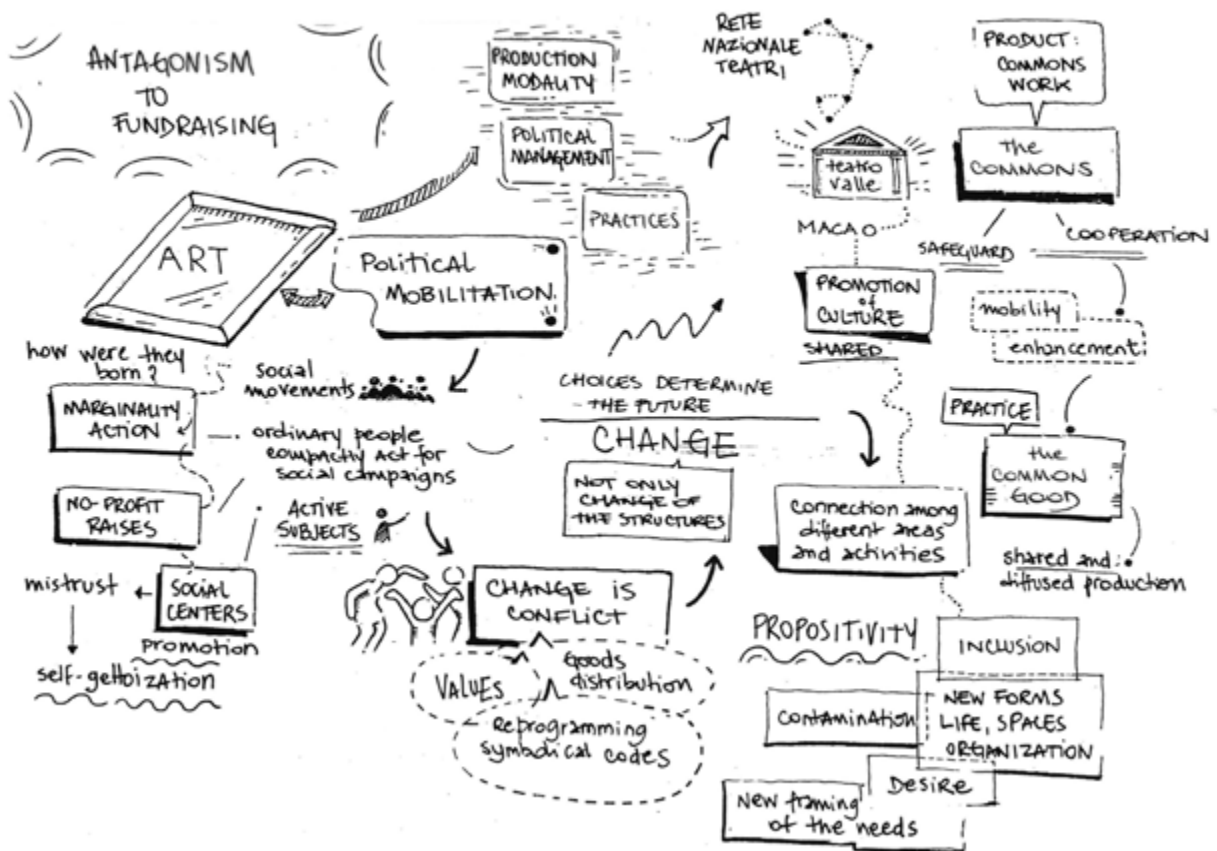 ANTAGONISM
TO
FUNDRAISING
ART
how were they
born?
MARGINALITY
ACTION
NO-PROFIT
RAISES
SOCIAL
CENTERS
promotion
mistrust
self-gettoization
POLITICAL
MOBILITATION.
PRODUCTION
MODALITY
POLITICAL
MANAGEMENT
PRACTICES
social
movements
ordinary people
compactly act for
social campaigns
ACTIVE
SUBJECTS
CHANGE IS
CONFLICT
VALUES
Goods
distribution
Reprogramming
symbolical codes
CHOICES DETERMINE
THE FUTURE
CHANGE
NOT ONLY
CHANGE OF
THE STRUCTURES
RETE
NAZIONALE
TEATRI
teatro
valle
MACAO
PROMOTION
of
CULTURE
SHARED
Connection among
different areas
and activities
PRODUCT:
COMMONS
WORK
the
COMMONS
SAFEGUARD
COOPERATION
mobility
enhancement
PRACTICE
the
COMMON
GOOD
shared and
diffused production
PROPOSITIVITY
INCLUSION
Contamination
NEW FORMS
LIFE, SPACES
ORGANIZATION
DESIRE
New framing
of the needs